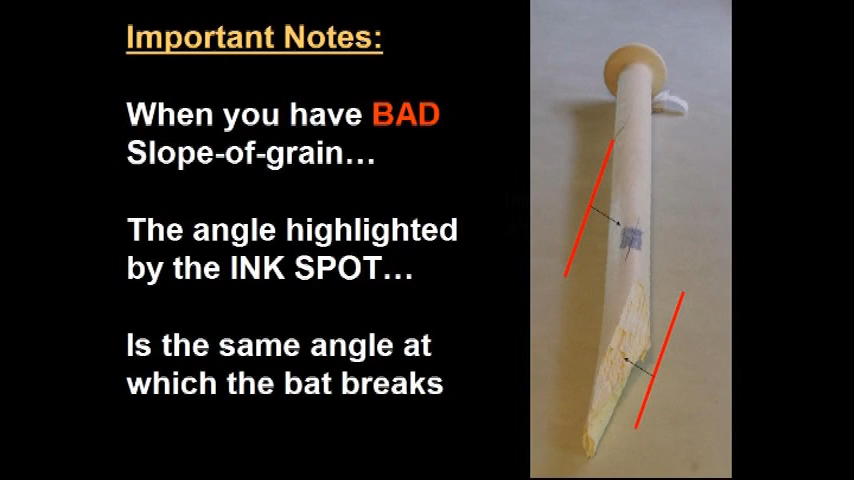 Important Notes:
When you have BAD
Slope-of-grain...
The angle highlighted
by the INK SPOT...
Is the same angle at
which the bat breaks